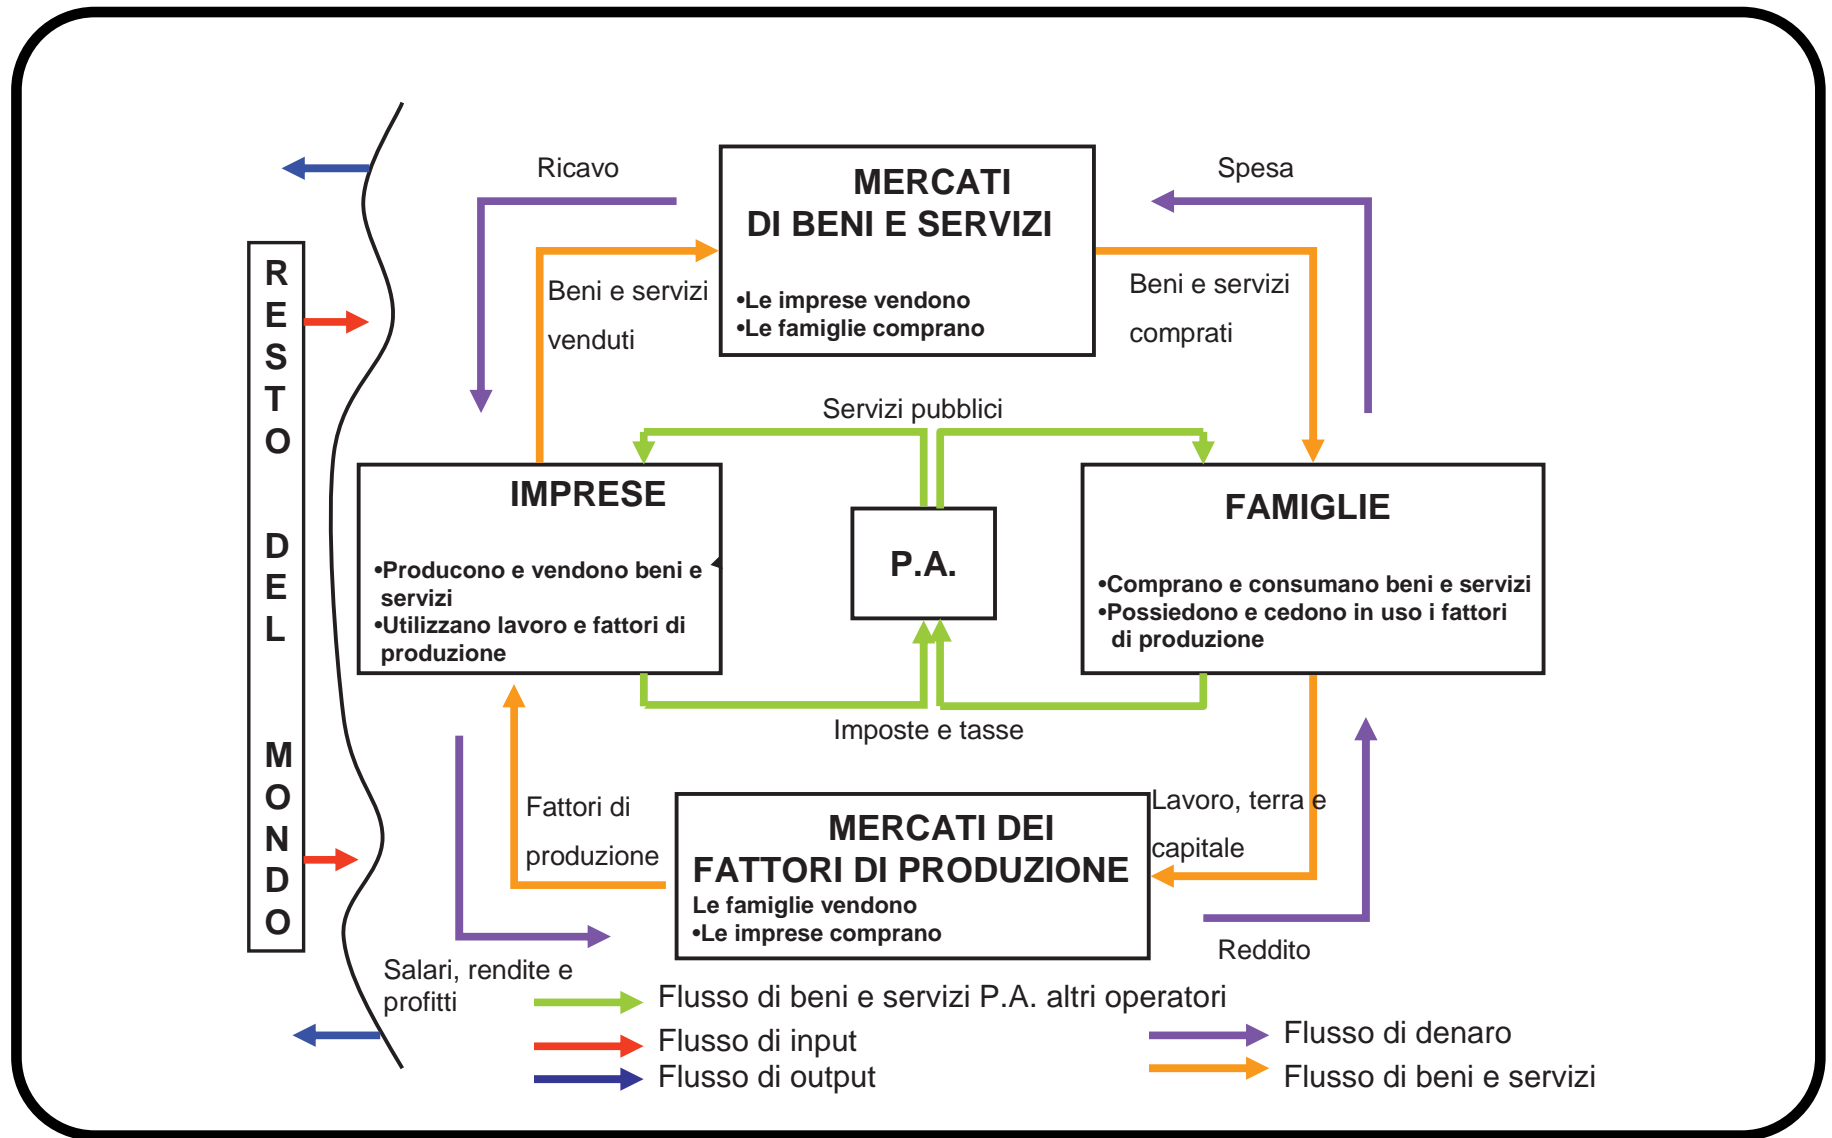 Ricavo
MERCATI
DI BENI E SERVIZI
•Le imprese vendono
•Le famiglie comprano
Spesa
Beni e servizi
venduti
Beni e servizi
comprati
RESTO DEL MONDO
Servizi pubblici
IMPRESE
•Producono e vendono beni e
servizi
•Utilizzano lavoro e fattori di
produzione
P.A.
FAMIGLIE
•Comprano e consumano beni e servizi
•Possiedono e cedono in uso i fattori
di produzione
Imposte e tasse
Fattori di
produzione
MERCATI DEI
FATTORI DI PRODUZIONE
Le famiglie vendono
•Le imprese comprano
Lavoro, terra e
capitale
Reddito
Salari, rendite e
profitti
Flusso di beni e servizi P.A. altri operatori
Flusso di input
Flusso di output
Flusso di denaro
Flusso di beni e servizi